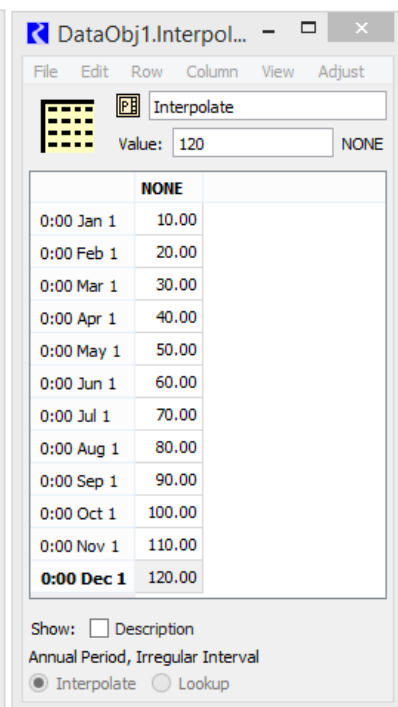 DataObj1.Interpol...
File Edit Row Column View Adjust
P Interpolate
Value: 120 NONE
NONE
0:00 Jan 1 10.00
0:00 Feb 1 20.00
0:00 Mar 1 30.00
0:00 Apr 1 40.00
0:00 May 1 50.00
0:00 Jun 1 60.00
0:00 Jul 1 70.00
0:00 Aug 1 80.00
0:00 Sep 1 90.00
0:00 Oct 1 100.00
0:00 Nov 1 110.00
0:00 Dec 1 120.00
Show: Description
Annual Period, Irregular Interval
Interpolate Lookup